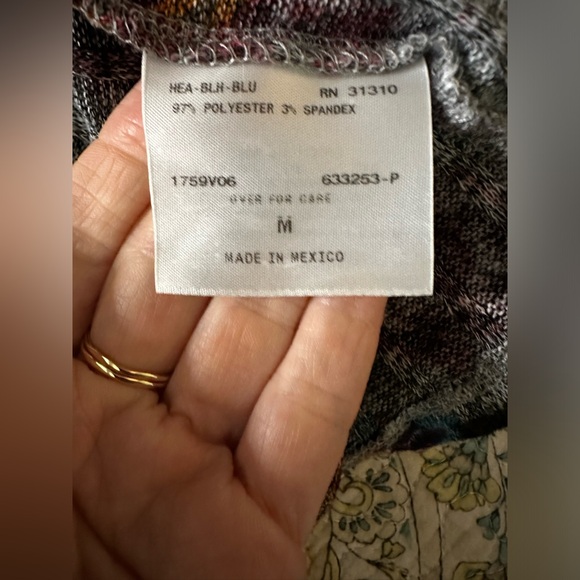 HEA-BLH-BLU RN 31310
97% POLYESTER 3% SPANDEX
1759V06 633253-P
OVER FOR CARE
M
MADE IN MEXICO